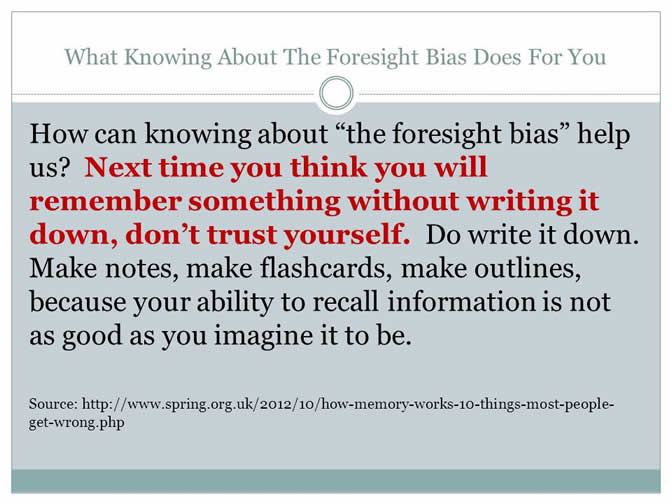 What Knowing About The Foresight Bias Does For You
How can knowing about “the foresight bias” help
us?  Next time you think you will
remember something without writing it
down, don’t trust yourself.  Do write it down.
Make notes, make flashcards, make outlines,
because your ability to recall information is not
as good as you imagine it to be.
Source: http://www.spring.org.uk/2012/10/how-memory-works-10-things-most-people-
get-wrong.php